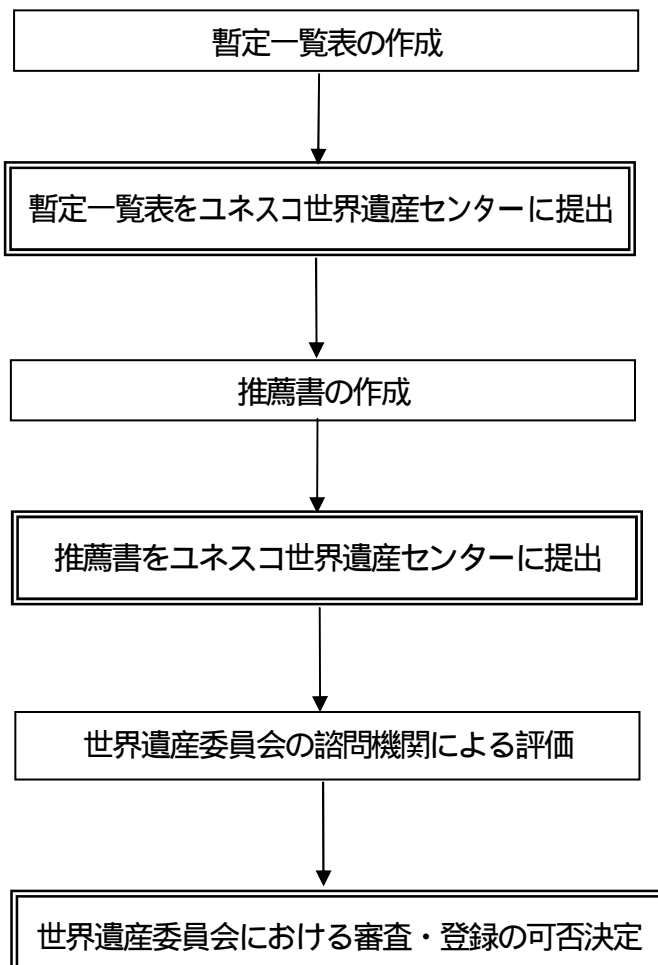 暫定一覧表の作成
暫定一覧表をユネスコ世界遺産センターに提出
推薦書の作成
推薦書をユネスコ世界遺産センターに提出
世界遺産委員会の諮問機関による評価
世界遺産委員会における審査・登録の可否決定